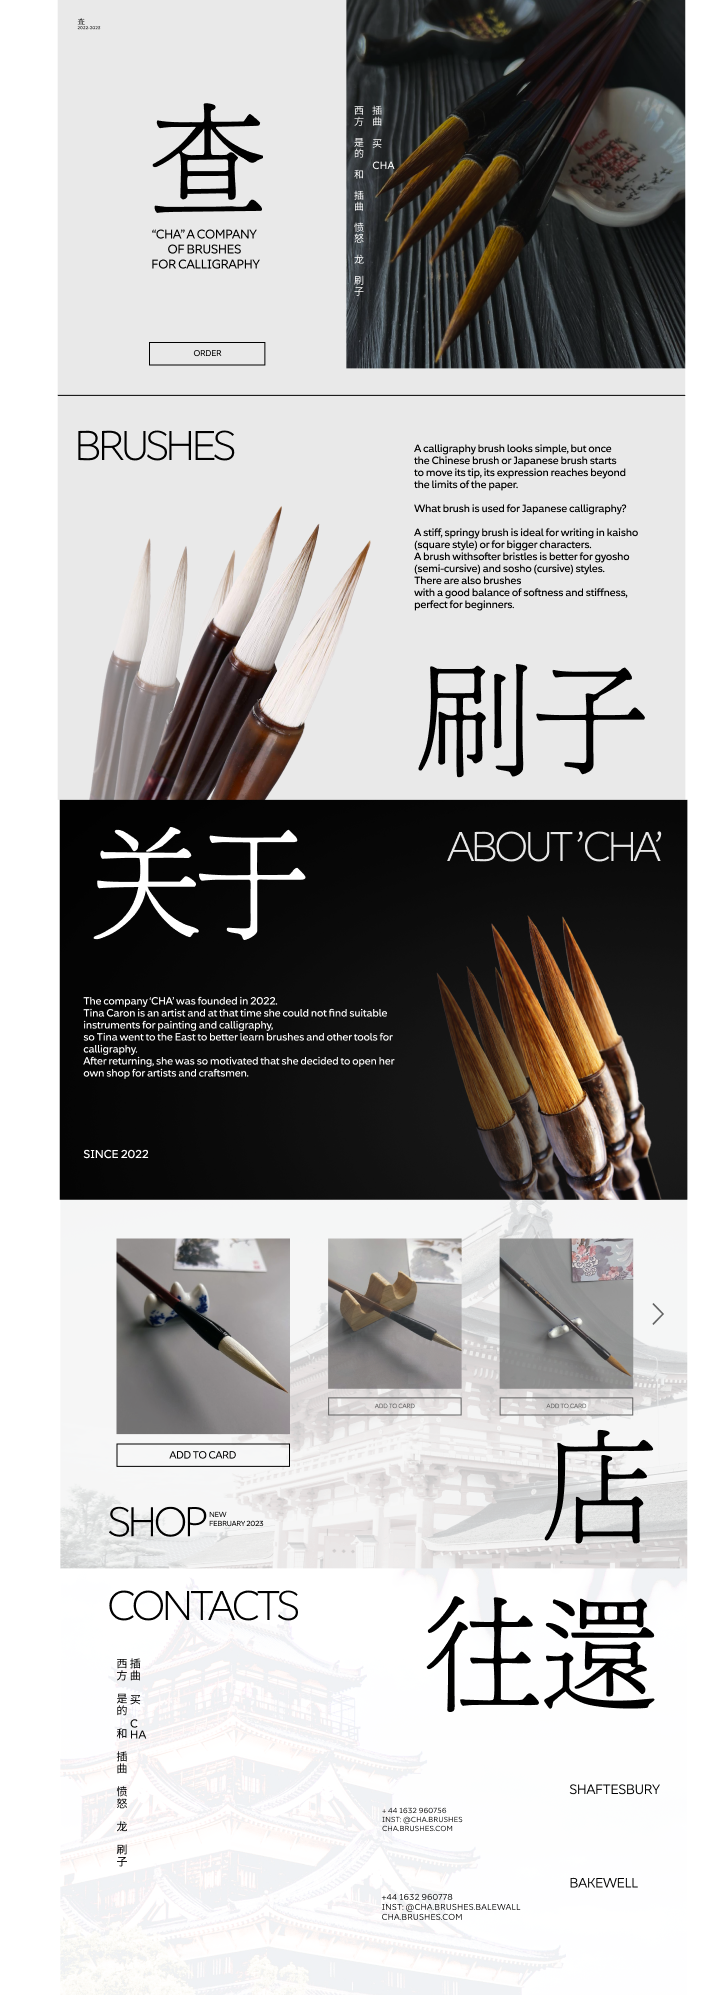 查
2022-2023
查
“CHA” A COMPANY
OF BRUSHES
FOR CALLIGRAPHY
ORDER
插曲 买 CHA
西方 是的 和 插曲 愤怒 龙 刷子
BRUSHES
A calligraphy brush looks simple, but once
the Chinese brush or Japanese brush starts
to move its tip, its expression reaches beyond
the limits of the paper.
What brush is used for Japanese calligraphy?
A stiff, springy brush is ideal for writing in kaisho
(square style) or for bigger characters.
A brush withsofter bristles is better for gyosho
(semi-cursive) and sosho (cursive) styles.
There are also brushes
with a good balance of softness and stiffness,
perfect for beginners.
刷子
关于
ABOUT ’CHA’
The company ‘CHA’ was founded in 2022.
Tina Caron is an artist and at that time she could not find suitable
instruments for painting and calligraphy,
so Tina went to the East to better learn brushes and other tools for
calligraphy.
After returning, she was so motivated that she decided to open her
own shop for artists and craftsmen.
SINCE 2022
ADD TO CARD
ADD TO CARD
ADD TO CARD
店
SHOP
NEW
FEBRUARY 2023
CONTACTS
往還
插曲 买 CHA
西方 是的 和 插曲 愤怒 龙 刷子
SHAFTESBURY
+ 44 1632 960756
INST: @CHA.BRUSHES
CHA.BRUSHES.COM
BAKEWELL
+44 1632 960778
INST: @CHA.BRUSHES.BALEWALL
CHA.BRUSHES.COM